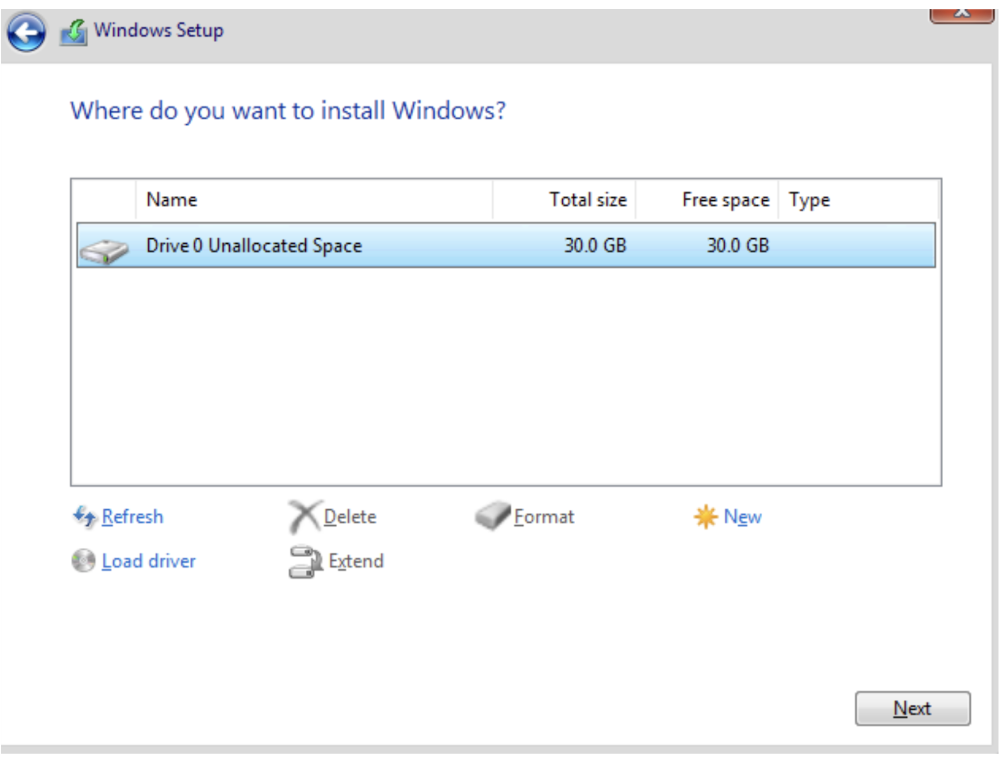 Windows Setup
Where do you want to install Windows?
Name Total size Free space Type
Drive 0 Unallocated Space 30.0 GB 30.0 GB
Refresh Delete Format New
Load driver Extend
Next